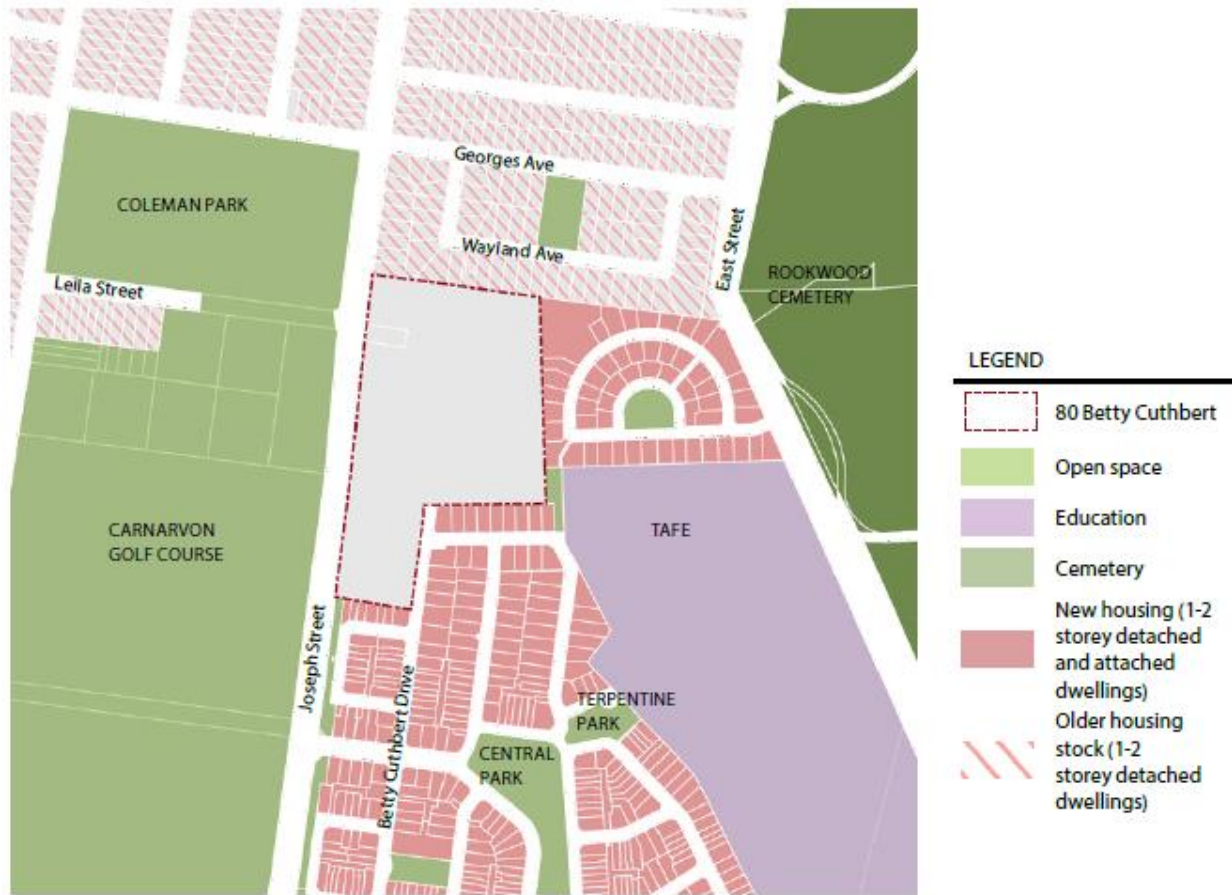 Georges Ave
COLEMAN PARK
Wayland Ave
East Street
Leila Street
ROOKWOOD
CEMETERY
CARNARVON
GOLF COURSE
TAFE
Joseph Street
Betty Cuthbert Drive
TERPENTINE
PARK
CENTRAL
PARK
LEGEND
80 Betty Cuthbert
Open space
Education
Cemetery
New housing (1-2
storey detached
and attached
dwellings)
Older housing
stock (1-2
storey detached
dwellings)